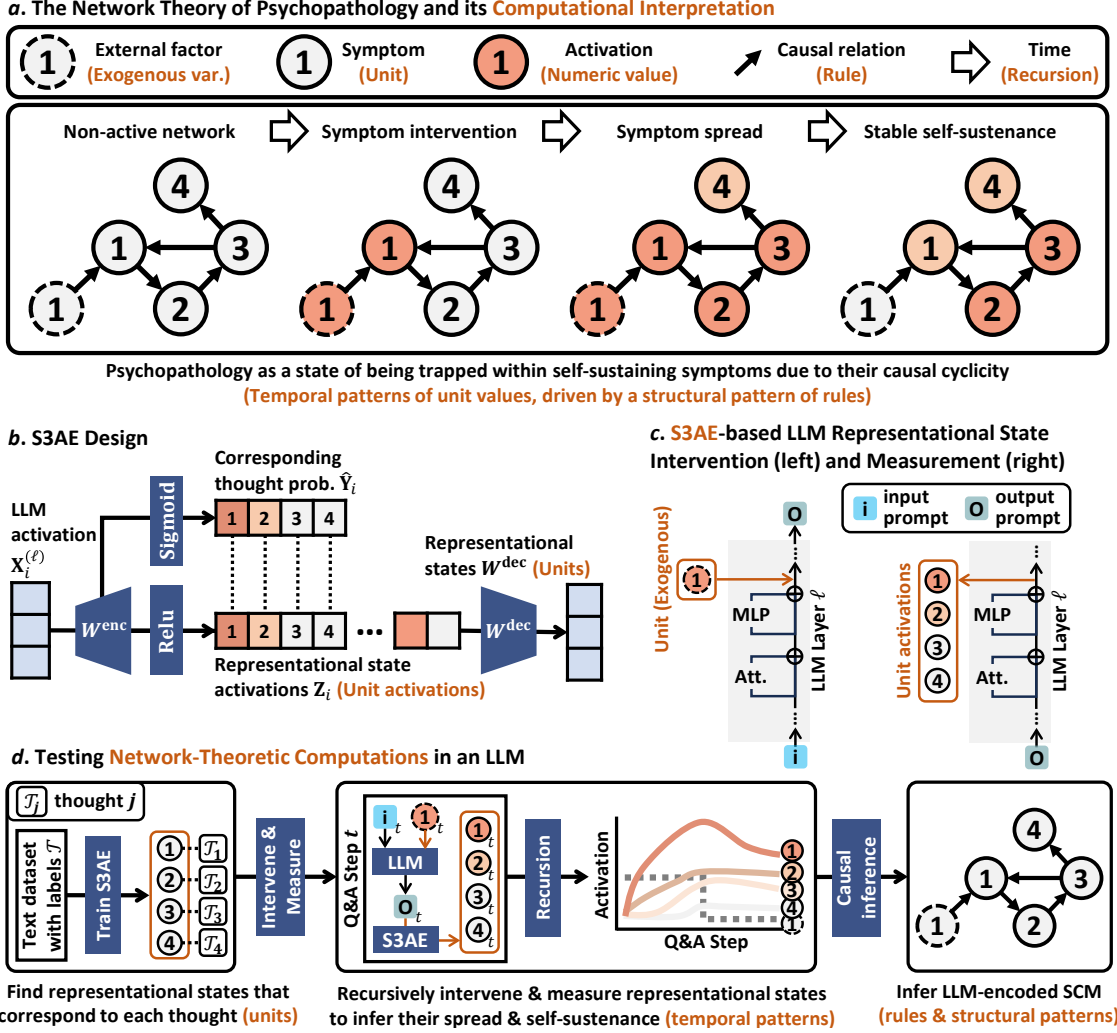 a. The Network Theory of Psychopathology and its Computational Interpretation
1 External factor (Exogenous var.)
1 Symptom (Unit)
1 Activation (Numeric value)
Causal relation (Rule)
Time (Recursion)
Non-active network
Symptom intervention
Symptom spread
Stable self-sustenance
4 1 3 2 1
4 1 3 2 1
4 1 3 2 1
4 1 3 2
Psychopathology as a state of being trapped within self-sustaining symptoms due to their causal cyclicity
(Temporal patterns of unit values, driven by a structural pattern of rules)
b. S3AE Design
LLM
activation
X_i^(ℓ)
W^enc
Sigmoid
Relu
Corresponding
thought prob. Ŷ_i
1 2 3 4
1 2 3 4
Representational state
activations Z_i (Unit activations)
Representational
states W^dec (Units)
W^dec
c. S3AE-based LLM Representational State
Intervention (left) and Measurement (right)
i input prompt
O output prompt
Unit (Exogenous)
1
O
MLP
Att.
LLM Layer ℓ
i
Unit activations
1
2
3
4
MLP
Att.
LLM Layer ℓ
O
d. Testing Network-Theoretic Computations in an LLM
𝒯_j thought j
Text dataset
with labels 𝒯
Train S3AE
1 𝒯_1
2 𝒯_2
3 𝒯_3
4 𝒯_4
Intervene &
Measure
Q&A Step t
i t 1 t
LLM
O t
S3AE
1 t
2 t
3 t
4 t
Recursion
Activation
Q&A Step
1
2
3
4
1
Causal
inference
4 1 3 2 1
Find representational states that
correspond to each thought (units)
Recursively intervene & measure representational states
to infer their spread & self-sustenance (temporal patterns)
Infer LLM-encoded SCM
(rules & structural patterns)